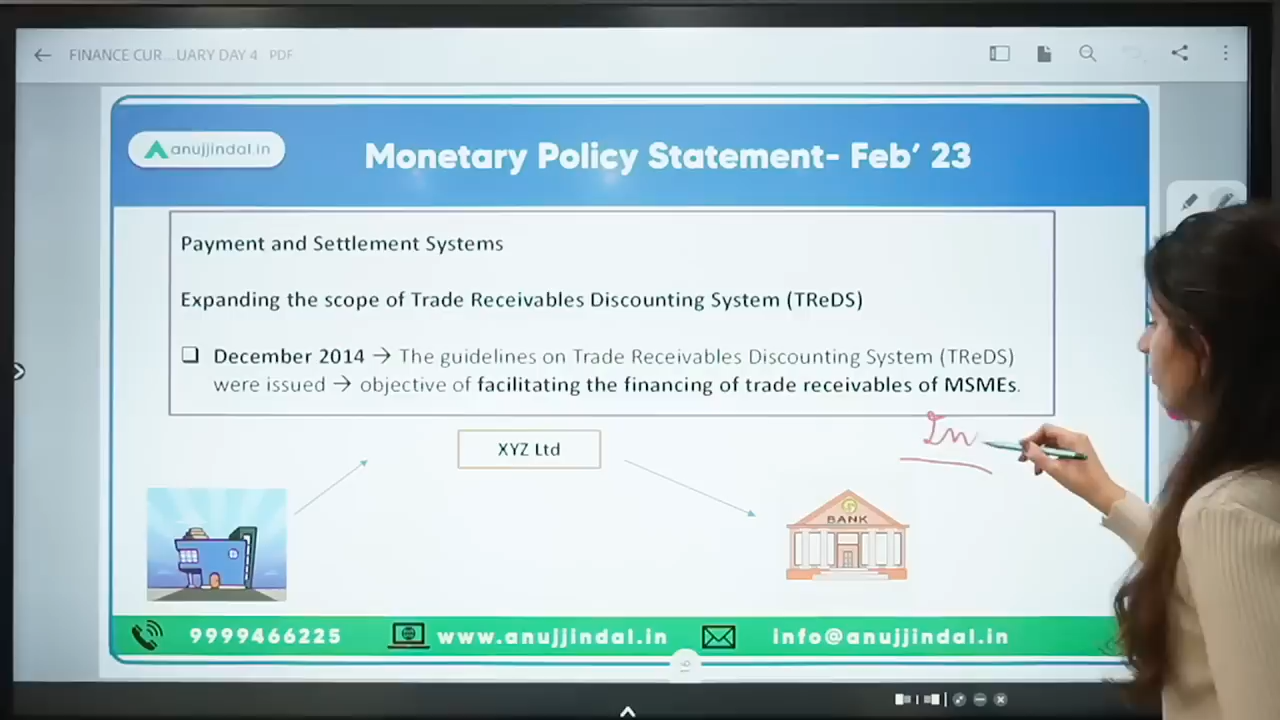 FINANCE CUR...UARY DAY 4 PDF
anujjindal.in
Monetary Policy Statement- Feb’ 23
Payment and Settlement Systems
Expanding the scope of Trade Receivables Discounting System (TReDS)
❑ December 2014 → The guidelines on Trade Receivables Discounting System (TReDS)
were issued → objective of facilitating the financing of trade receivables of MSMEs.
In
XYZ Ltd
BANK
9999466225 www.anujjindal.in info@anujjindal.in